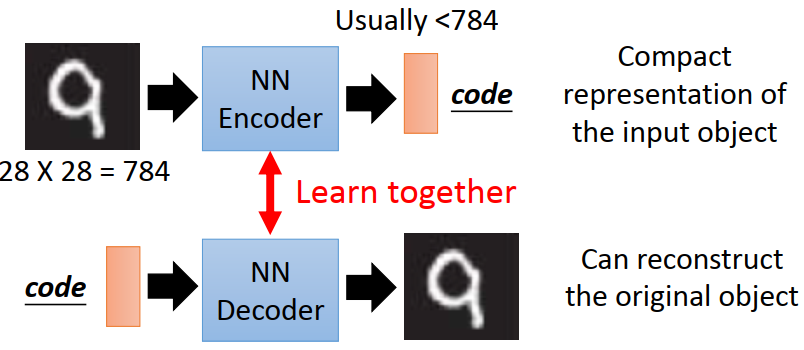 Usually <784
NN
Encoder
code
Compact
representation of
the input object
28 X 28 = 784
Learn together
code
NN
Decoder
Can reconstruct
the original object